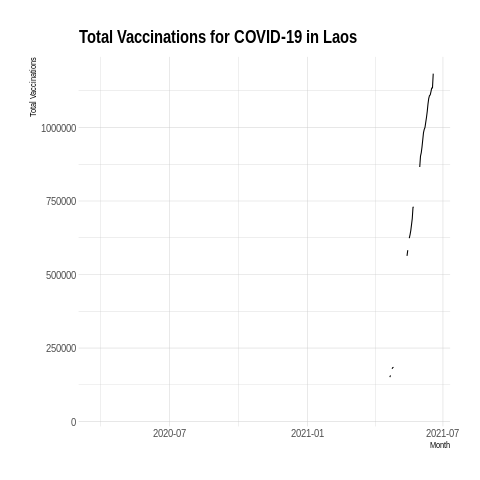 Total Vaccinations for COVID-19 in Laos
Total Vaccinations
1000000
750000
500000
250000
0
2020-07 2021-01 2021-07
Month